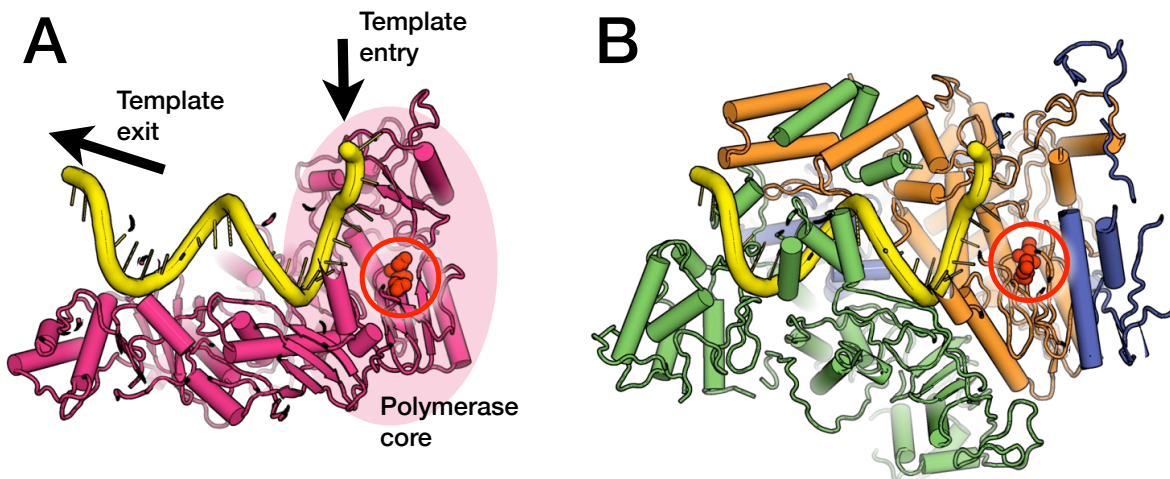 A
Template
entry
Template
exit
Polymerase
core
B